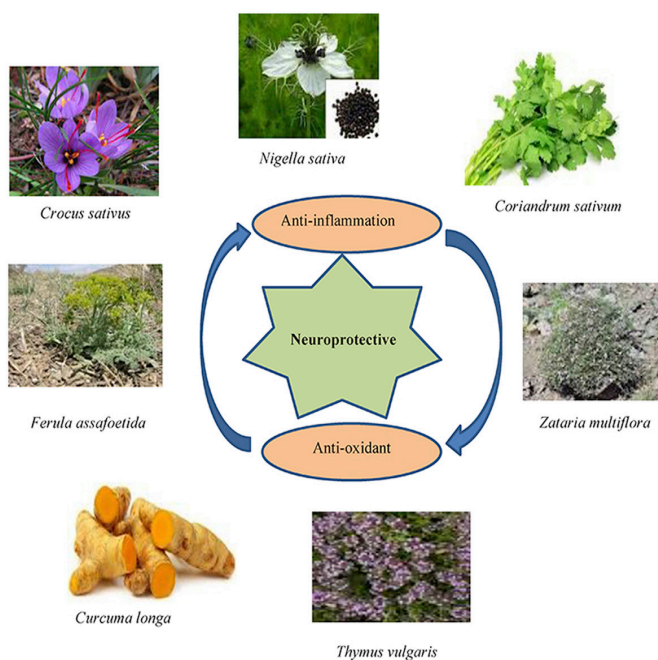 Nigella sativa
Crocus sativus
Coriandrum sativum
Anti-inflammation
Neuroprotective
Ferula assafoetida
Zataria multiflora
Anti-oxidant
Curcuma longa
Thymus vulgaris